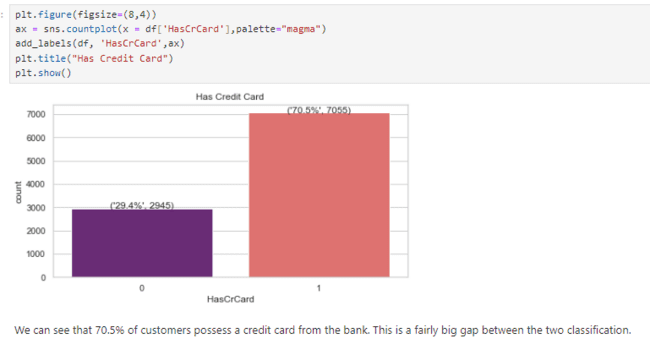 plt.figure(figsize=(8,4))
ax = sns.countplot(x = df['HasCrCard'],palette="magma")
add_labels(df, 'HasCrCard',ax)
plt.title("Has Credit Card")
plt.show()
Has Credit Card
('70.5%', 7055)
7000
6000
5000
4000
3000
2000
1000
0
count
('29.4%', 2945)
0
1
HasCrCard
We can see that 70.5% of customers possess a credit card from the bank. This is a fairly big gap between the two classification.